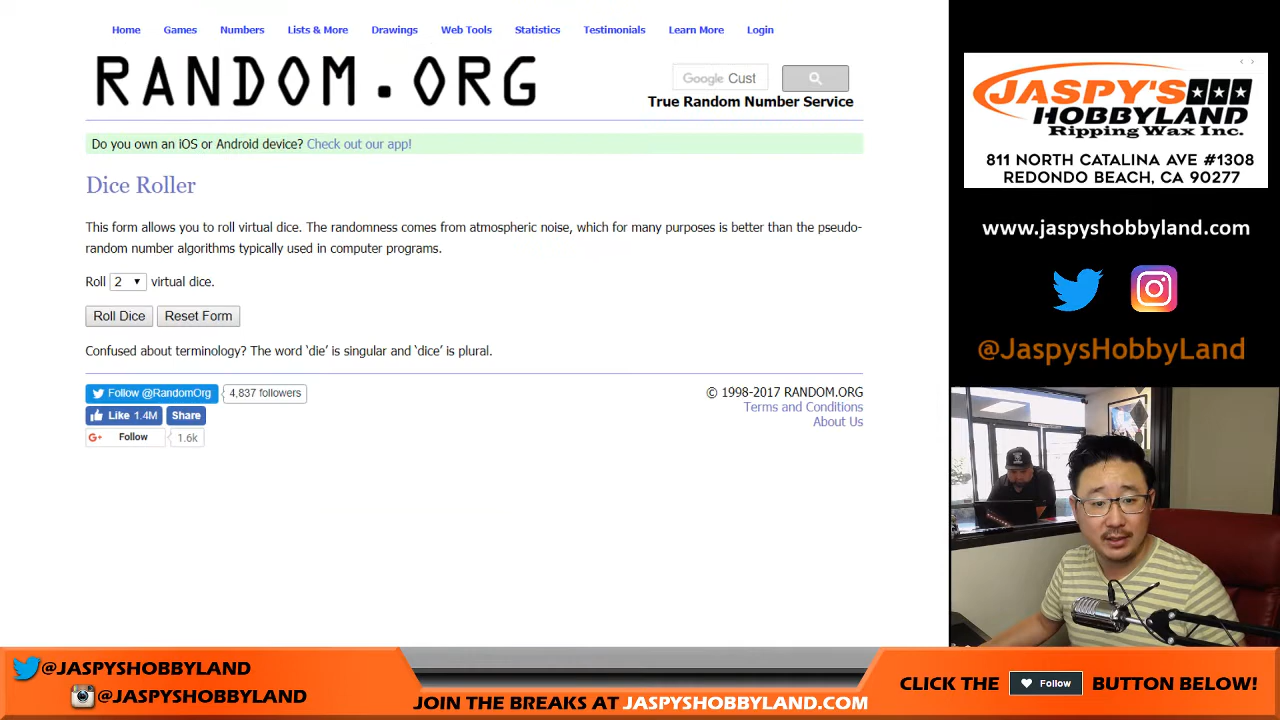 Home Games Numbers Lists & More Drawings Web Tools Statistics Testimonials Learn More Login
RANDOM.ORG
Google Cust
True Random Number Service
Do you own an iOS or Android device? Check out our app!
Dice Roller
This form allows you to roll virtual dice. The randomness comes from atmospheric noise, which for many purposes is better than the pseudo-
random number algorithms typically used in computer programs.
Roll 2 virtual dice.
Roll Dice Reset Form
Confused about terminology? The word ‘die’ is singular and ‘dice’ is plural.
Follow @RandomOrg 4,837 followers
Like 1.4M Share
G+ Follow 1.6k
© 1998-2017 RANDOM.ORG
Terms and Conditions
About Us
JASPY'S
HOBBYLAND
Ripping Wax Inc.
811 NORTH CATALINA AVE #1308
REDONDO BEACH, CA 90277
www.jaspyshobbyland.com
@JaspysHobbyLand
@JASPYSHOBBYLAND
@JASPYSHOBBYLAND
JOIN THE BREAKS AT JASPYSHOBBYLAND.COM
CLICK THE Follow BUTTON BELOW!